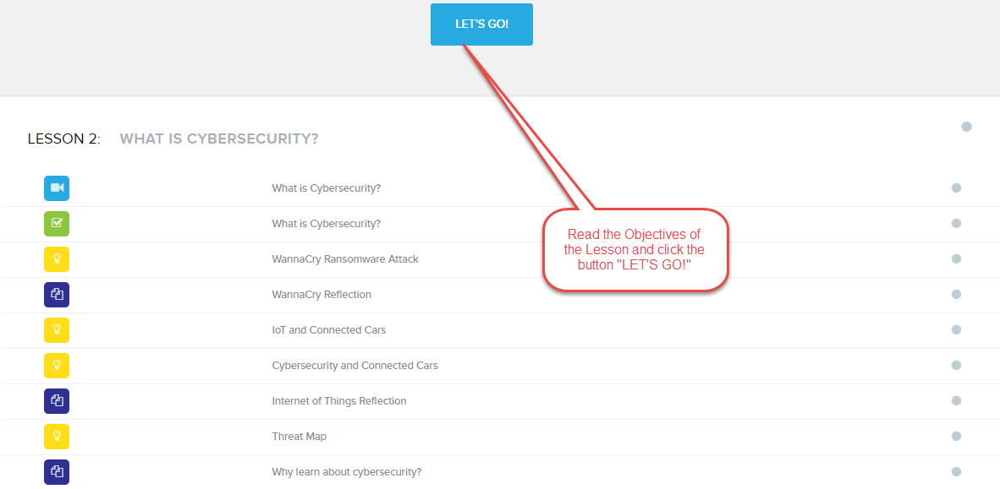 LET'S GO!
LESSON 2: WHAT IS CYBERSECURITY?
What is Cybersecurity?
What is Cybersecurity?
Read the Objectives of
the Lesson and click the
button "LET'S GO!"
WannaCry Ransomware Attack
WannaCry Reflection
IoT and Connected Cars
Cybersecurity and Connected Cars
Internet of Things Reflection
Threat Map
Why learn about cybersecurity?